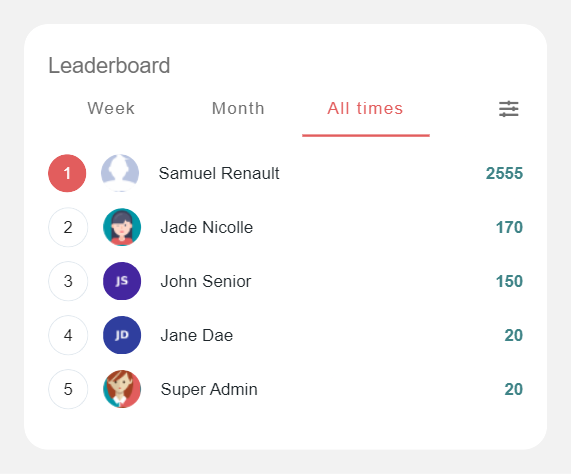 Leaderboard
Week Month All times
1 Samuel Renault 2555
2 Jade Nicolle 170
3 JS John Senior 150
4 JD Jane Dae 20
5 Super Admin 20